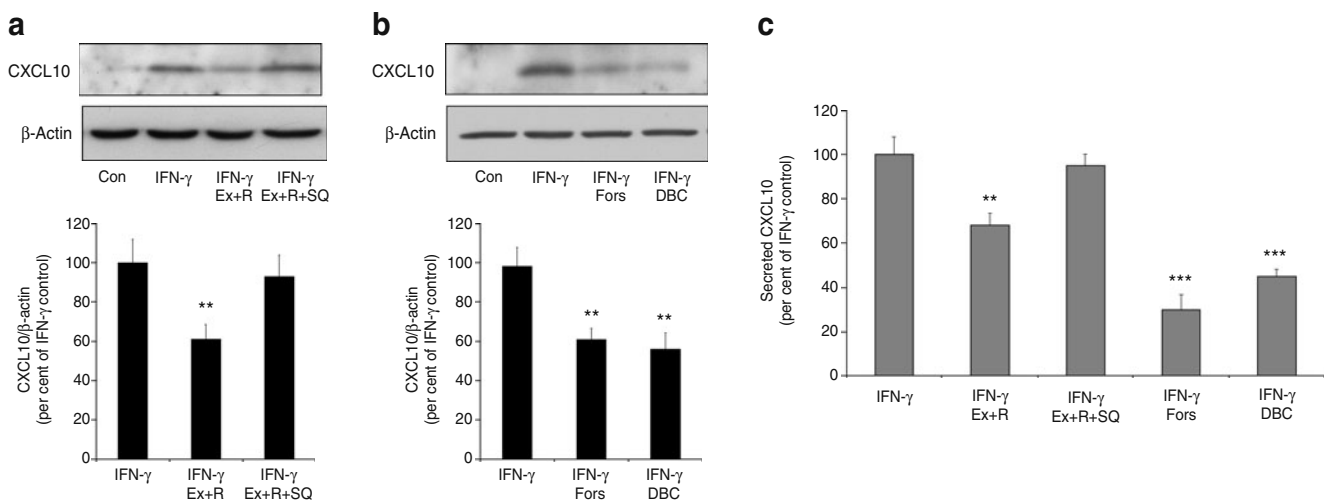 a
CXCL10
β-Actin
Con IFN-γ IFN-γ IFN-γ
Ex+R Ex+R+SQ
CXCL10/β-actin
(per cent of IFN-γ control)
120
100
80
60
40
20
0
**
IFN-γ IFN-γ IFN-γ
Ex+R Ex+R+SQ
b
CXCL10
β-Actin
Con IFN-γ IFN-γ IFN-γ
Fors DBC
CXCL10/β-actin
(per cent of IFN-γ control)
120
100
80
60
40
20
0
** **
IFN-γ IFN-γ IFN-γ
Fors DBC
c
Secreted CXCL10
(per cent of IFN-γ control)
120
100
80
60
40
20
0
** *** ***
IFN-γ IFN-γ IFN-γ IFN-γ IFN-γ
Ex+R Ex+R+SQ Fors DBC